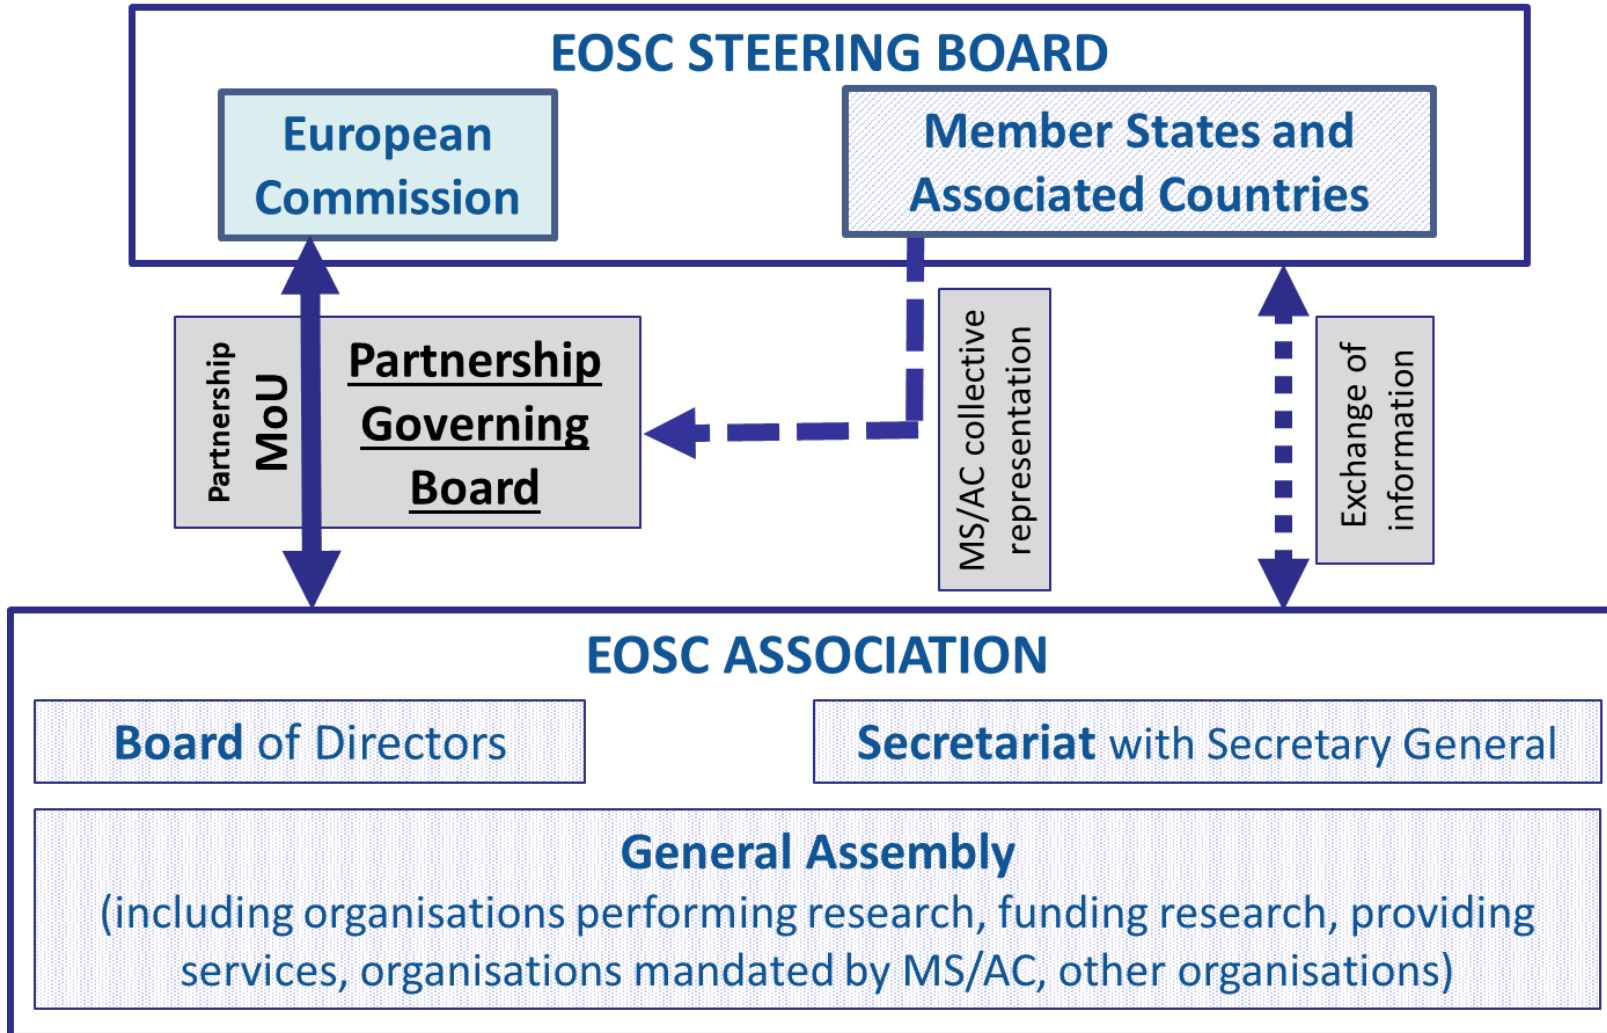 EOSC STEERING BOARD
European
Commission
Member States and
Associated Countries
Partnership
MoU
Partnership
Governing
Board
MS/AC collective
representation
Exchange of
information
EOSC ASSOCIATION
Board of Directors
Secretariat with Secretary General
General Assembly
(including organisations performing research, funding research, providing
services, organisations mandated by MS/AC, other organisations)